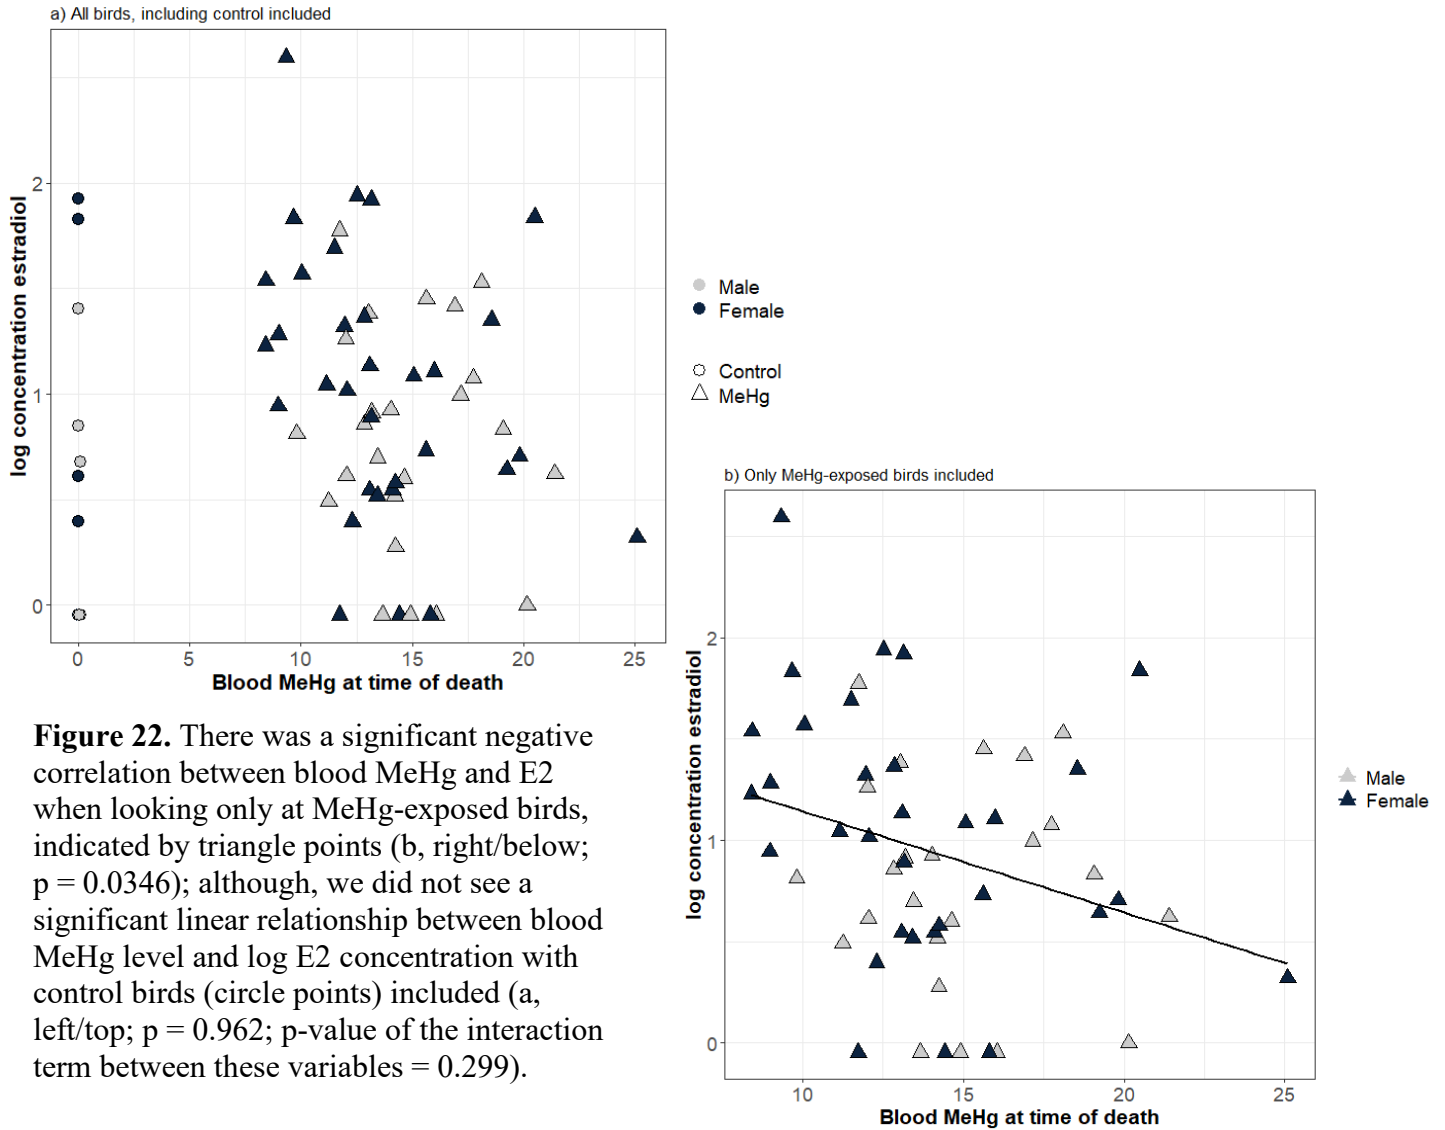 a) All birds, including control included
log concentration estradiol
2
1
0
0
5
10
15
20
25
Blood MeHg at time of death
Male
Female
Control
MeHg
b) Only MeHg-exposed birds included
log concentration estradiol
2
1
0
10
15
20
25
Blood MeHg at time of death
Male
Female
Figure 22. There was a significant negative
correlation between blood MeHg and E2
when looking only at MeHg-exposed birds,
indicated by triangle points (b, right/below;
p = 0.0346); although, we did not see a
significant linear relationship between blood
MeHg level and log E2 concentration with
control birds (circle points) included (a,
left/top; p = 0.962; p-value of the interaction
term between these variables = 0.299).